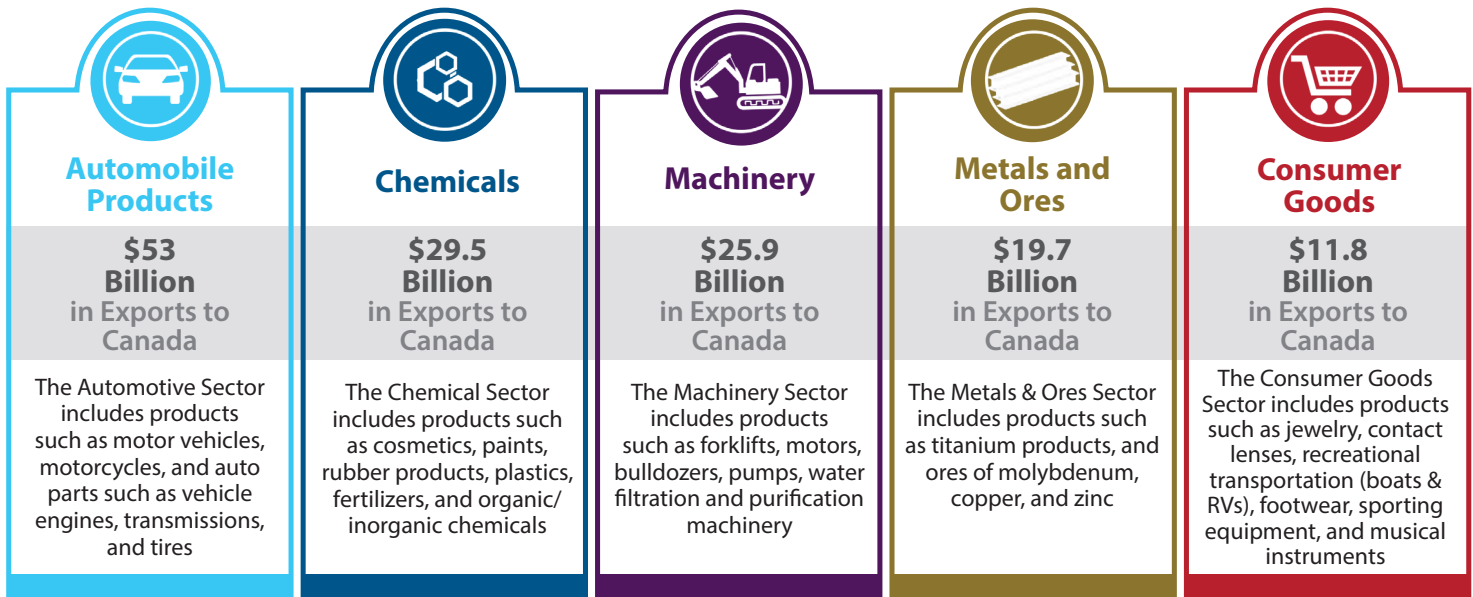 Automobile
Products
$53
Billion
in Exports to
Canada
The Automotive Sector
includes products
such as motor vehicles,
motorcycles, and auto
parts such as vehicle
engines, transmissions,
and tires
Chemicals
$29.5
Billion
in Exports to
Canada
The Chemical Sector
includes products such
as cosmetics, paints,
rubber products, plastics,
fertilizers, and organic/
inorganic chemicals
Machinery
$25.9
Billion
in Exports to
Canada
The Machinery Sector
includes products
such as forklifts, motors,
bulldozers, pumps, water
filtration and purification
machinery
Metals and
Ores
$19.7
Billion
in Exports to
Canada
The Metals & Ores Sector
includes products such
as titanium products, and
ores of molybdenum,
copper, and zinc
Consumer
Goods
$11.8
Billion
in Exports to
Canada
The Consumer Goods
Sector includes products
such as jewelry, contact
lenses, recreational
transportation (boats &
RVs), footwear, sporting
equipment, and musical
instruments